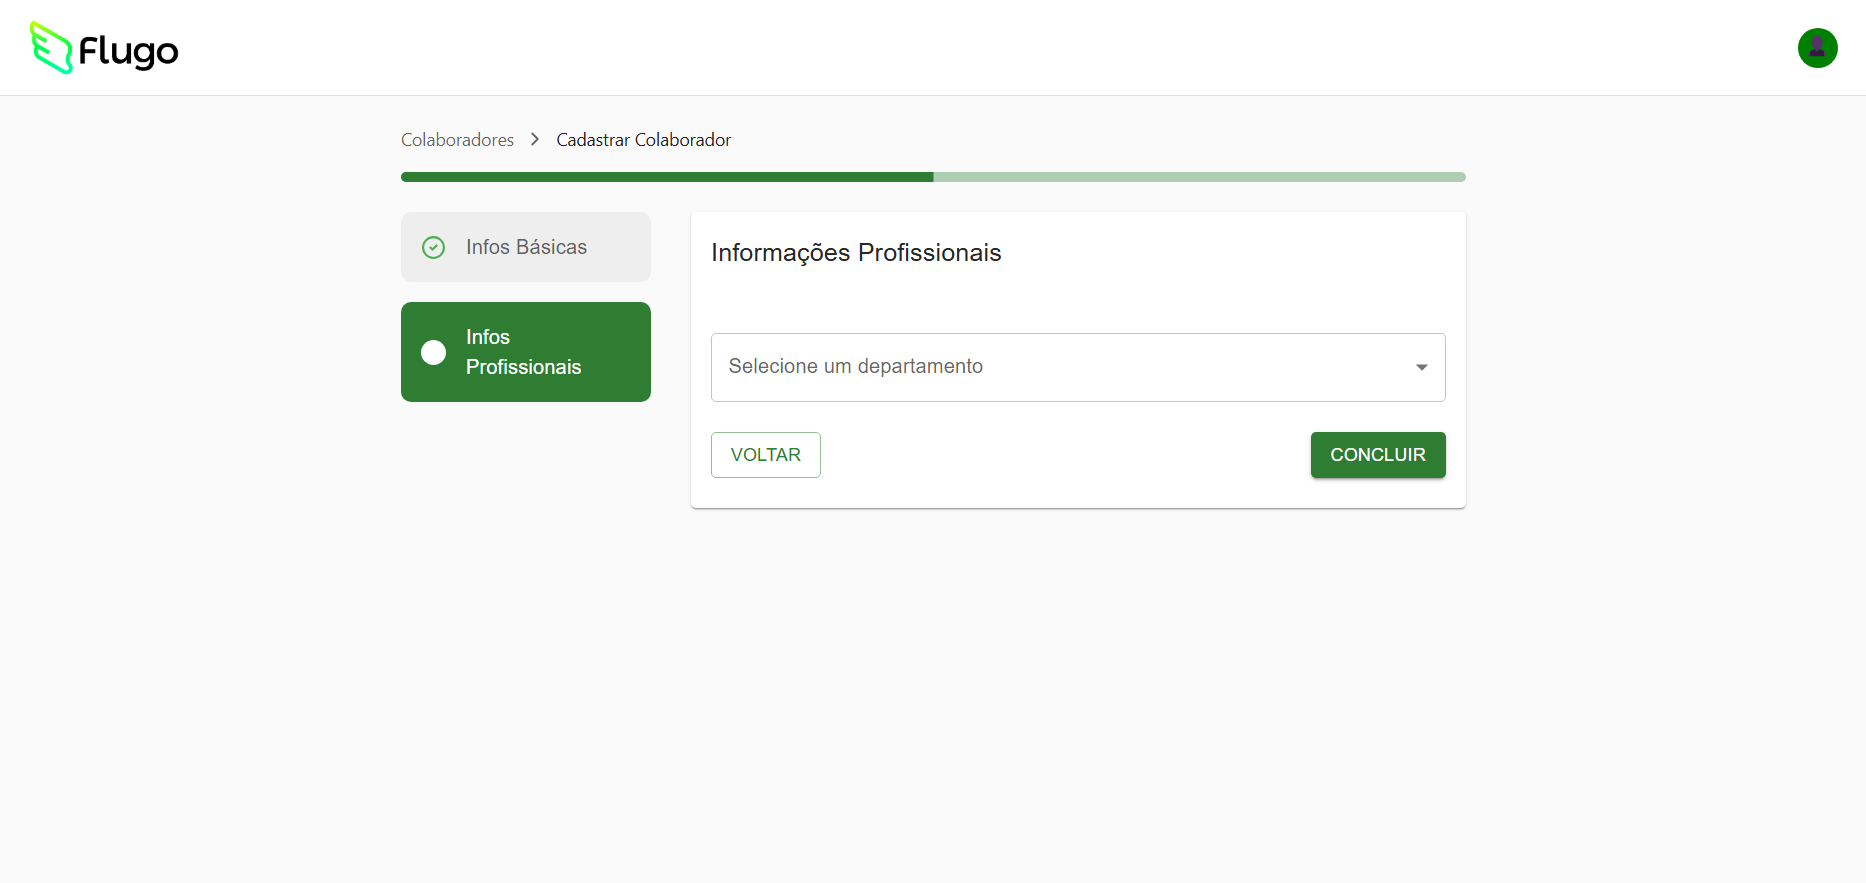 Flugo
Colaboradores > Cadastrar Colaborador
Infos Básicas
Infos
Profissionais
Informações Profissionais
Selecione um departamento
VOLTAR
CONCLUIR